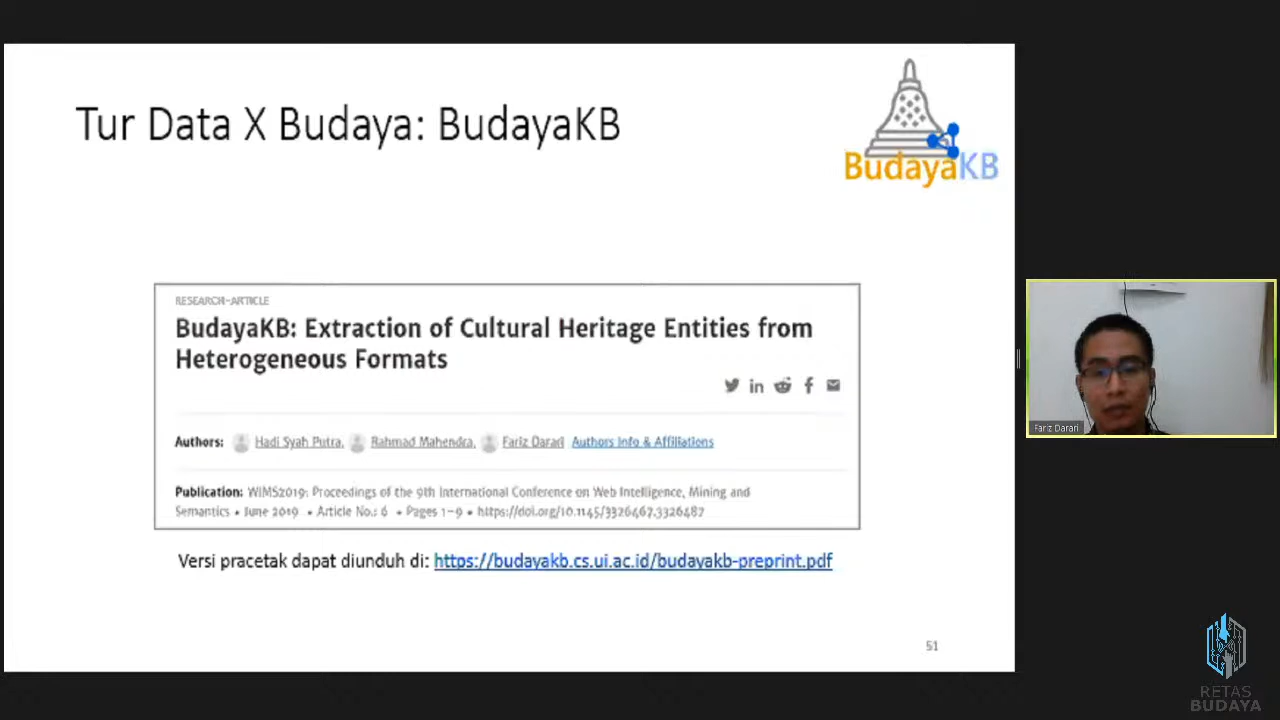 Tur Data X Budaya: BudayaKB
BudayaKB
RESEARCH-ARTICLE
BudayaKB: Extraction of Cultural Heritage Entities from
Heterogeneous Formats
Authors: Hadi Syah Putra, Rahmad Mahendra, Fariz Darari Authors Info & Affiliations
Publication: WIMS2019: Proceedings of the 9th International Conference on Web Intelligence, Mining and
Semantics • June 2019 • Article No.: 6 • Pages 1–9 • https://doi.org/10.1145/3326467.3326487
Versi pracetak dapat diunduh di: https://budayakb.cs.ui.ac.id/budayakb-preprint.pdf
51
Fariz Darari
RETAS
BUDAYA